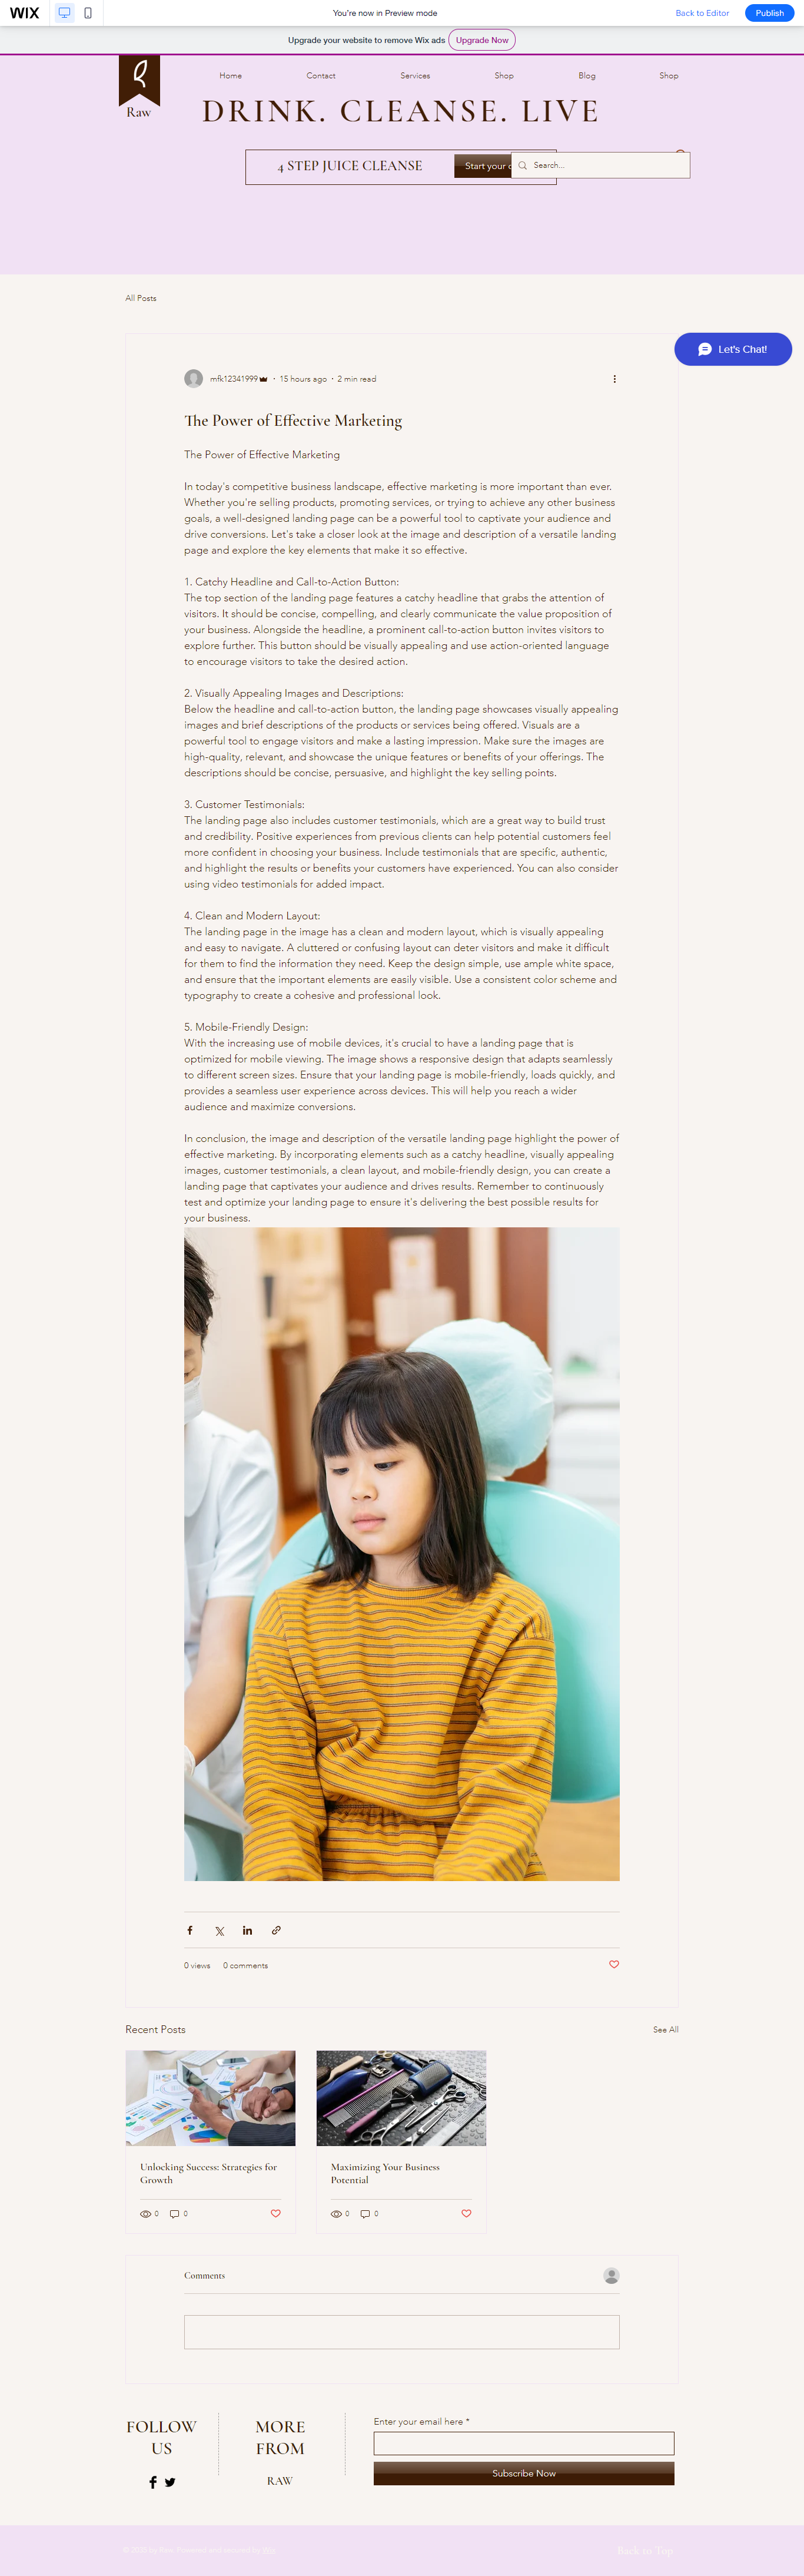 WIX
You're now in Preview mode
Back to Editor
Publish
Upgrade your website to remove Wix ads
Upgrade Now
Raw
Home
Contact
Services
Shop
Blog
Shop
DRINK. CLEANSE. LIVE
4 STEP JUICE CLEANSE
Start your
Search...
All Posts
Let's Chat!
mfk12341999 · 15 hours ago · 2 min read
The Power of Effective Marketing
The Power of Effective Marketing
In today's competitive business landscape, effective marketing is more important than ever.
Whether you're selling products, promoting services, or trying to achieve any other business
goals, a well-designed landing page can be a powerful tool to captivate your audience and
drive conversions. Let's take a closer look at the image and description of a versatile landing
page and explore the key elements that make it so effective.
1. Catchy Headline and Call-to-Action Button:
The top section of the landing page features a catchy headline that grabs the attention of
visitors. It should be concise, compelling, and clearly communicate the value proposition of
your business. Alongside the headline, a prominent call-to-action button invites visitors to
explore further. This button should be visually appealing and use action-oriented language
to encourage visitors to take the desired action.
2. Visually Appealing Images and Descriptions:
Below the headline and call-to-action button, the landing page showcases visually appealing
images and brief descriptions of the products or services being offered. Visuals are a
powerful tool to engage visitors and make a lasting impression. Make sure the images are
high-quality, relevant, and showcase the unique features or benefits of your offerings. The
descriptions should be concise, persuasive, and highlight the key selling points.
3. Customer Testimonials:
The landing page also includes customer testimonials, which are a great way to build trust
and credibility. Positive experiences from previous clients can help potential customers feel
more confident in choosing your business. Include testimonials that are specific, authentic,
and highlight the results or benefits your customers have experienced. You can also consider
using video testimonials for added impact.
4. Clean and Modern Layout:
The landing page in the image has a clean and modern layout, which is visually appealing
and easy to navigate. A cluttered or confusing layout can deter visitors and make it difficult
for them to find the information they need. Keep the design simple, use ample white space,
and ensure that the important elements are easily visible. Use a consistent color scheme and
typography to create a cohesive and professional look.
5. Mobile-Friendly Design:
With the increasing use of mobile devices, it's crucial to have a landing page that is
optimized for mobile viewing. The image shows a responsive design that adapts seamlessly
to different screen sizes. Ensure that your landing page is mobile-friendly, loads quickly, and
provides a seamless user experience across devices. This will help you reach a wider
audience and maximize conversions.
In conclusion, the image and description of the versatile landing page highlight the power of
effective marketing. By incorporating elements such as a catchy headline, visually appealing
images, customer testimonials, a clean layout, and mobile-friendly design, you can create a
landing page that captivates your audience and drives results. Remember to continuously
test and optimize your landing page to ensure it's delivering the best possible results for
your business.
0 views
0 comments
Recent Posts
See All
Unlocking Success: Strategies for
Growth
0
0
Maximizing Your Business
Potential
0
0
Comments
FOLLOW
US
MORE
FROM
RAW
Enter your email here *
Subscribe Now
Back to Top